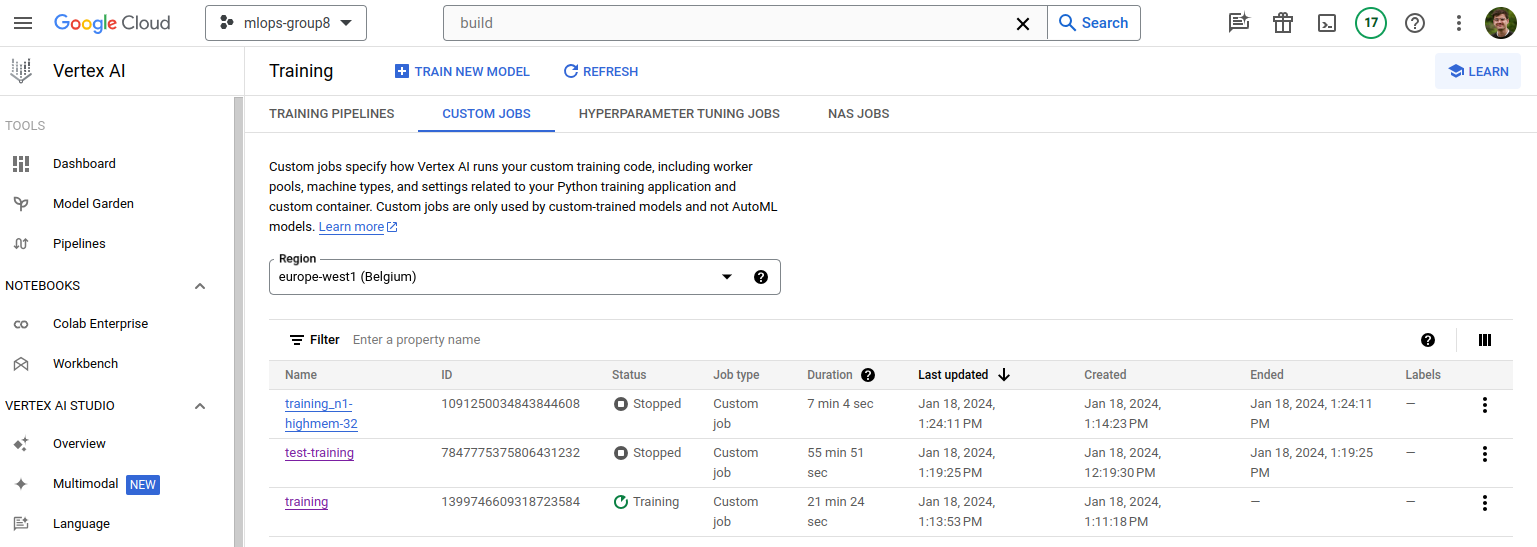 Google Cloud
mlops-group8
build
Search
17
Vertex AI
Training
TRAIN NEW MODEL
REFRESH
LEARN
TOOLS
Dashboard
Model Garden
Pipelines
NOTEBOOKS
Colab Enterprise
Workbench
VERTEX AI STUDIO
Overview
Multimodal NEW
Language
TRAINING PIPELINES
CUSTOM JOBS
HYPERPARAMETER TUNING JOBS
NAS JOBS
Custom jobs specify how Vertex AI runs your custom training code, including worker
pools, machine types, and settings related to your Python training application and
custom container. Custom jobs are only used by custom-trained models and not AutoML
models. Learn more
Region
europe-west1 (Belgium)
Filter Enter a property name
Name ID Status Job type Duration Last updated Created Ended Labels
training_n1- 1091250034843844608 Stopped Custom 7 min 4 sec Jan 18, 2024, Jan 18, 2024, Jan 18, 2024, 1:24:11 —
highmem-32 job 1:24:11 PM 1:14:23 PM PM
test-training 7847775375806431232 Stopped Custom 55 min 51 Jan 18, 2024, Jan 18, 2024, Jan 18, 2024, 1:19:25 —
job sec 1:19:25 PM 12:19:30 PM PM
training 1399746609318723584 Training Custom 21 min 24 Jan 18, 2024, Jan 18, 2024, — —
job sec 1:13:53 PM 1:11:18 PM